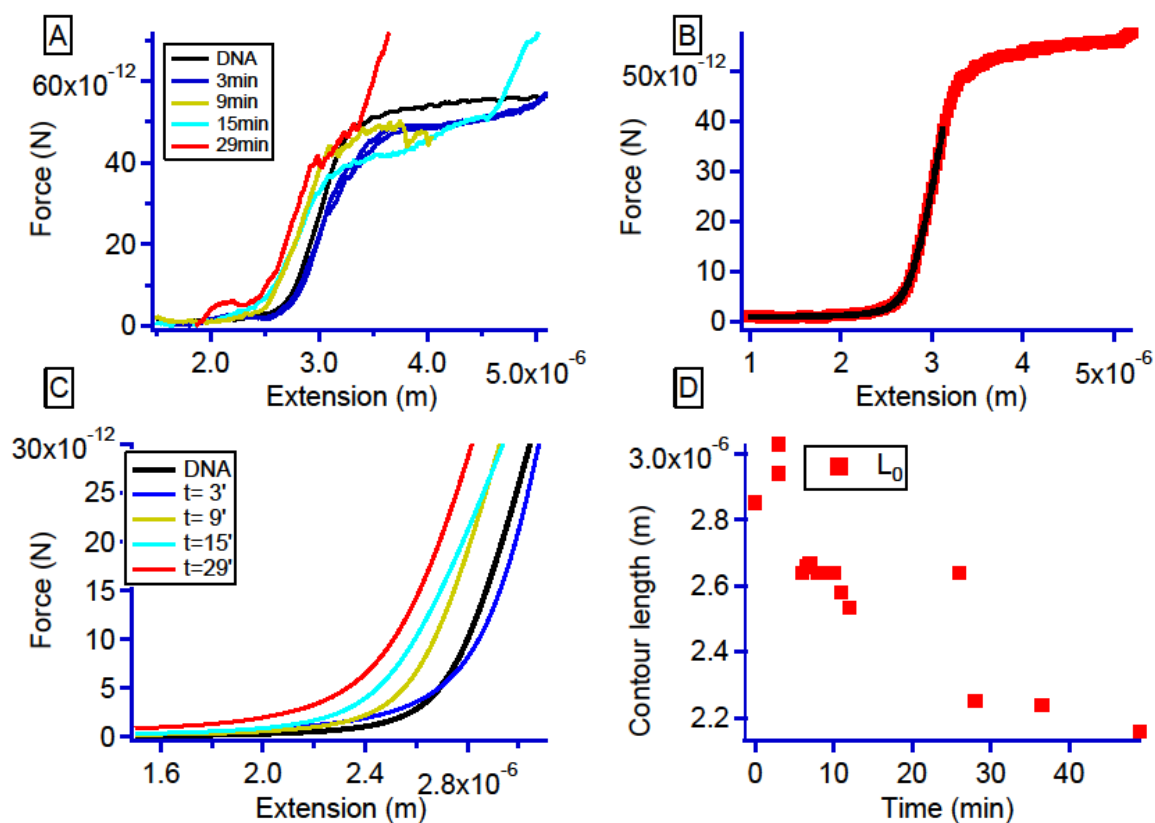 A
DNA
3min
9min
15min
29min
60x10-12
40
20
0
Force (N)
2.0
3.0
4.0
5.0x10-6
Extension (m)
B
50x10-12
40
30
20
10
0
Force (N)
1
2
3
4
5x10-6
Extension (m)
C
DNA
t= 3'
t= 9'
t=15'
t=29'
30x10-12
25
20
15
10
5
0
Force (N)
1.6
2.0
2.4
2.8x10-6
Extension (m)
D
L0
3.0x10-6
2.8
2.6
2.4
2.2
Contour length (m)
0
10
20
30
40
Time (min)